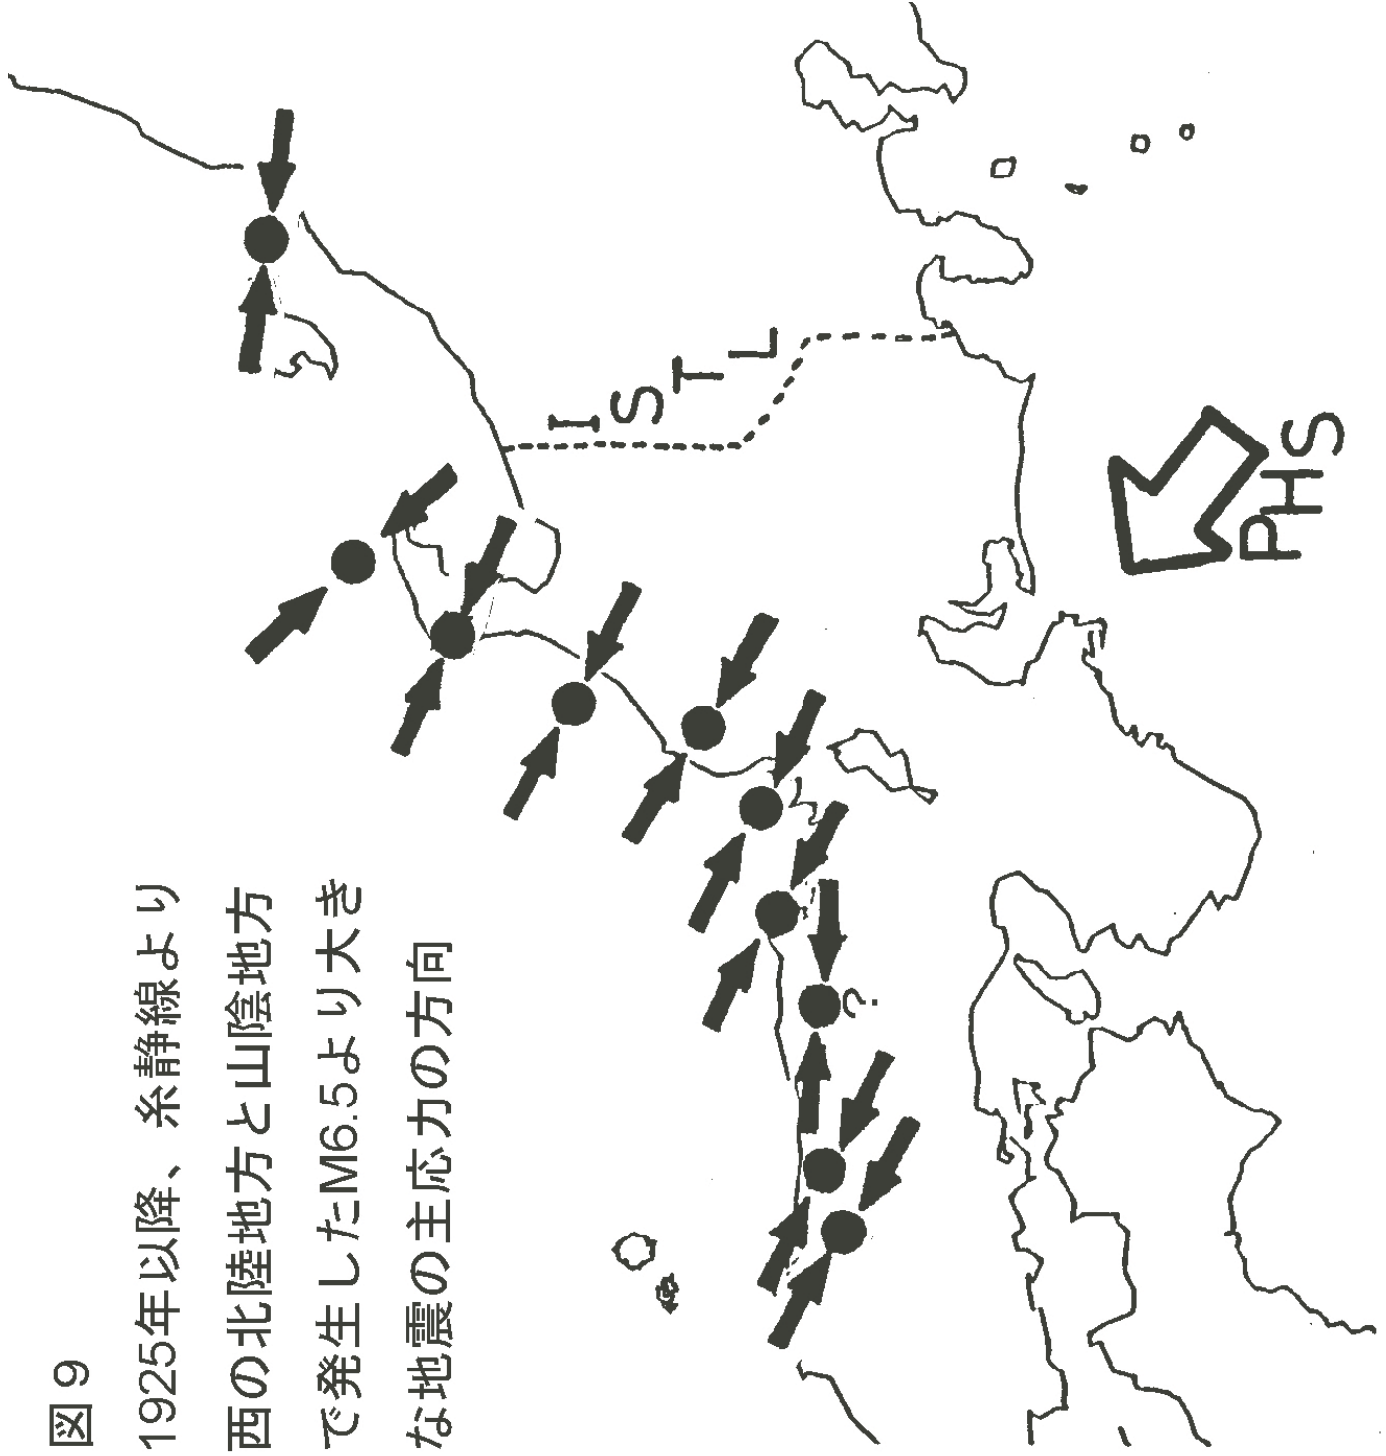 図9
1925年以降、糸静線より
西の北陸地方と山陰地方
で発生したM6.5より大き
な地震の主応力の方向
ISTL
?
PHS